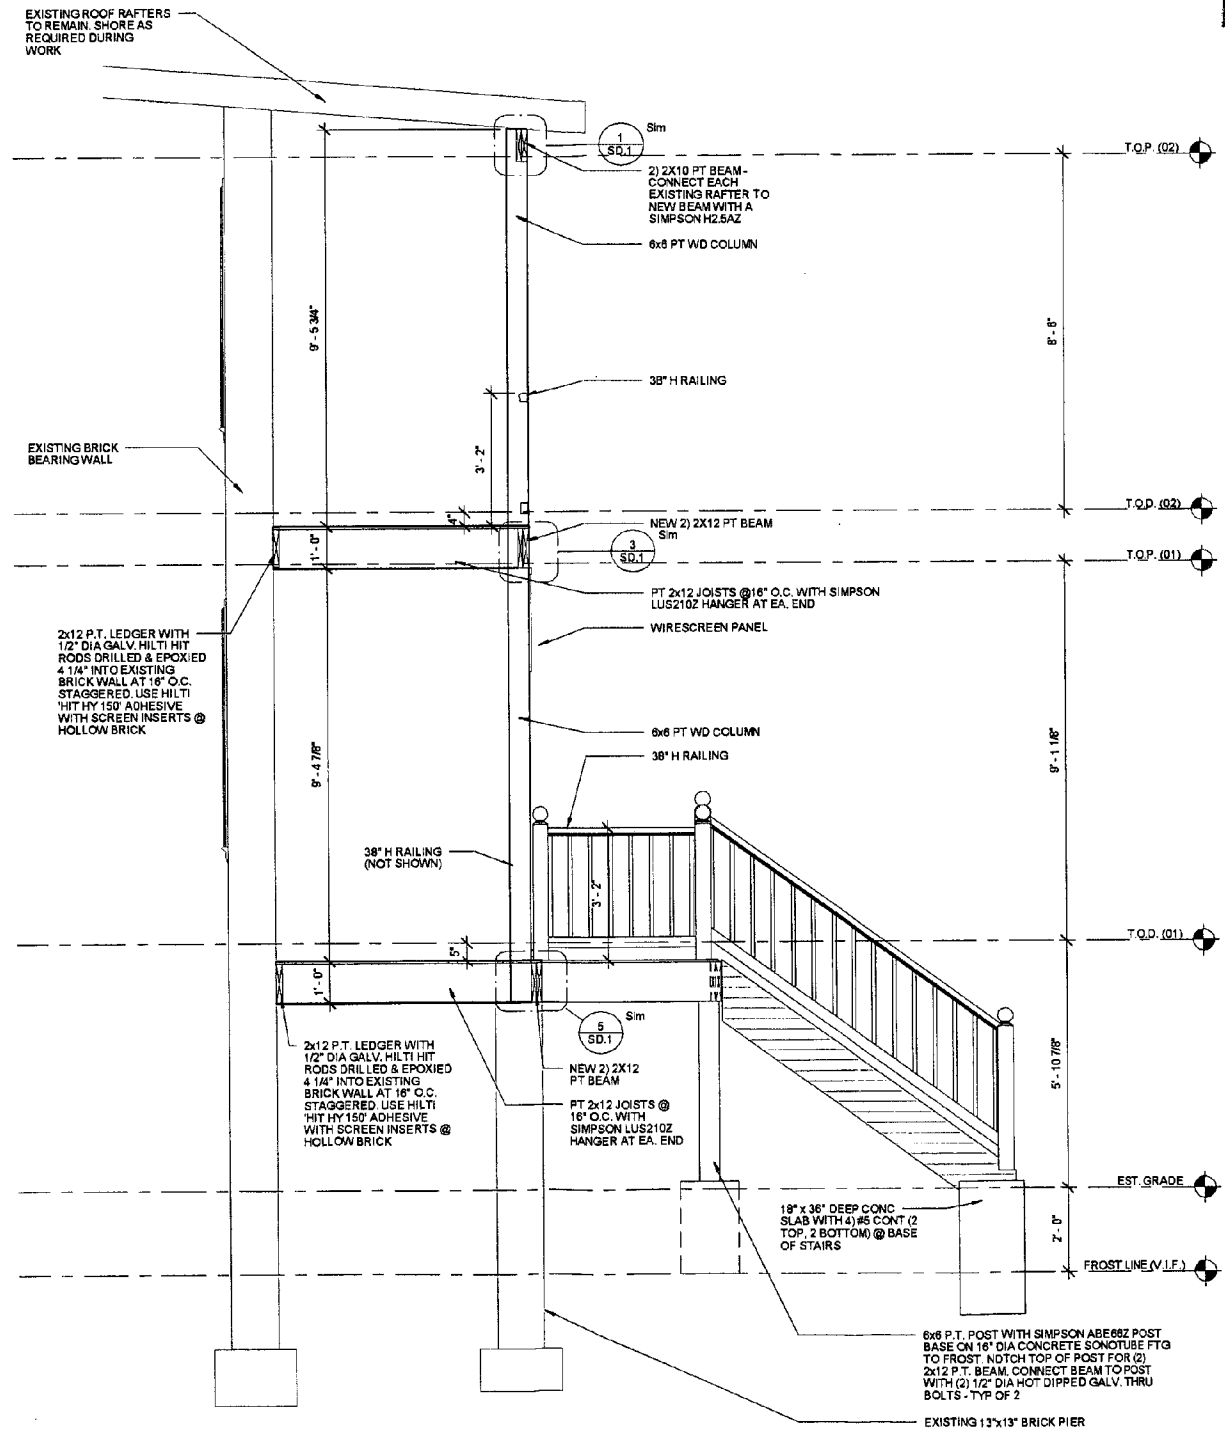 EXISTING ROOF RAFTERS
TO REMAIN. SHORE AS
REQUIRED DURING
WORK
1
SD.1
Sim
T.O.P. (02)
2) 2X10 PT BEAM-
CONNECT EACH
EXISTING RAFTER TO
NEW BEAM WITH A
SIMPSON H2.5AZ
6x6 PT WD COLUMN
9' - 5 3/4"
8' - 8"
38" H RAILING
3' - 2"
EXISTING BRICK
BEARING WALL
T.O.D. (02)
4"
NEW 2) 2X12 PT BEAM
Sim
3
SD.1
T.O.P. (01)
1' - 0"
PT 2x12 JOISTS @16" O.C. WITH SIMPSON
LUS210Z HANGER AT EA. END
WIRESCREEN PANEL
2x12 P.T. LEDGER WITH
1/2" DIA GALV. HILTI HIT
RODS DRILLED & EPOXIED
4 1/4" INTO EXISTING
BRICK WALL AT 16" O.C.
STAGGERED. USE HILTI
'HIT HY 150' ADHESIVE
WITH SCREEN INSERTS @
HOLLOW BRICK
6x6 PT WD COLUMN
38" H RAILING
9' - 4 7/8"
9' - 1 1/8"
38" H RAILING
(NOT SHOWN)
3' - 2"
T.O.D. (01)
5"
1' - 0"
5
SD.1
Sim
2x12 P.T. LEDGER WITH
1/2" DIA GALV. HILTI HIT
RODS DRILLED & EPOXIED
4 1/4" INTO EXISTING
BRICK WALL AT 16" O.C.
STAGGERED. USE HILTI
'HIT HY 150' ADHESIVE
WITH SCREEN INSERTS @
HOLLOW BRICK
NEW 2) 2X12
PT BEAM
PT 2x12 JOISTS @
16" O.C. WITH
SIMPSON LUS210Z
HANGER AT EA. END
5' - 10 7/8"
EST. GRADE
18" x 36" DEEP CONC
SLAB WITH 4) #5 CONT (2
TOP, 2 BOTTOM) @ BASE
OF STAIRS
2' - 0"
FROST LINE (V.I.F.)
6x6 P.T. POST WITH SIMPSON ABE66Z POST
BASE ON 16" DIA CONCRETE SONOTUBE FTG
TO FROST. NOTCH TOP OF POST FOR (2)
2x12 P.T. BEAM. CONNECT BEAM TO POST
WITH (2) 1/2" DIA HOT DIPPED GALV. THRU
BOLTS - TYP OF 2
EXISTING 13"x13" BRICK PIER